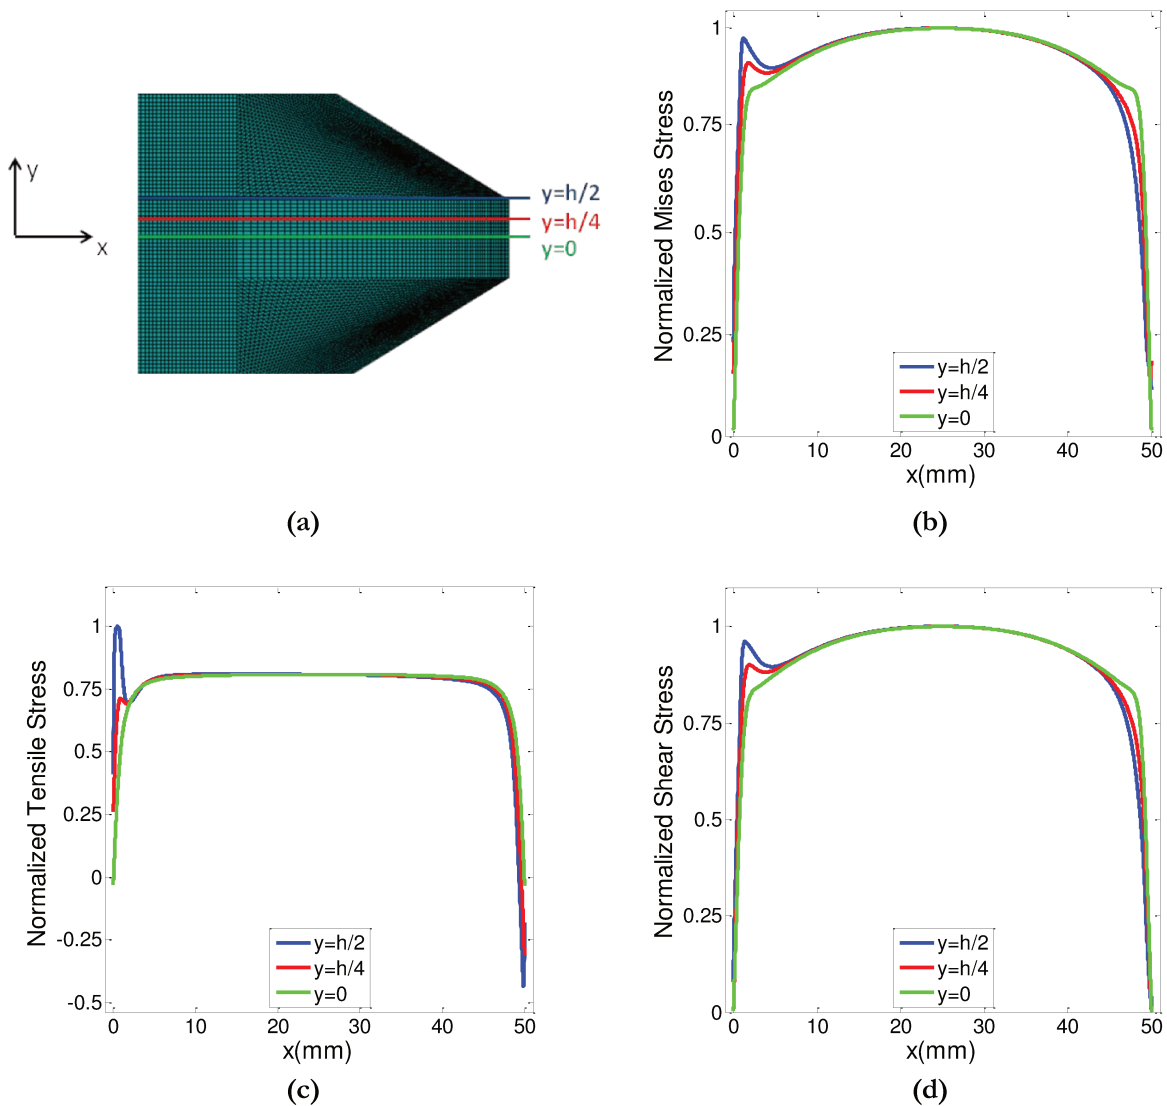 y
x
y=h/2
y=h/4
y=0
(a)
Normalized Mises Stress
1
0.75
0.5
0.25
0
0 10 20 30 40 50
x(mm)
y=h/2
y=h/4
y=0
(b)
Normalized Tensile Stress
1
0.75
0.5
0.25
0
-0.25
-0.5
0 10 20 30 40 50
x(mm)
y=h/2
y=h/4
y=0
(c)
Normalized Shear Stress
1
0.75
0.5
0.25
0
0 10 20 30 40 50
x(mm)
y=h/2
y=h/4
y=0
(d)